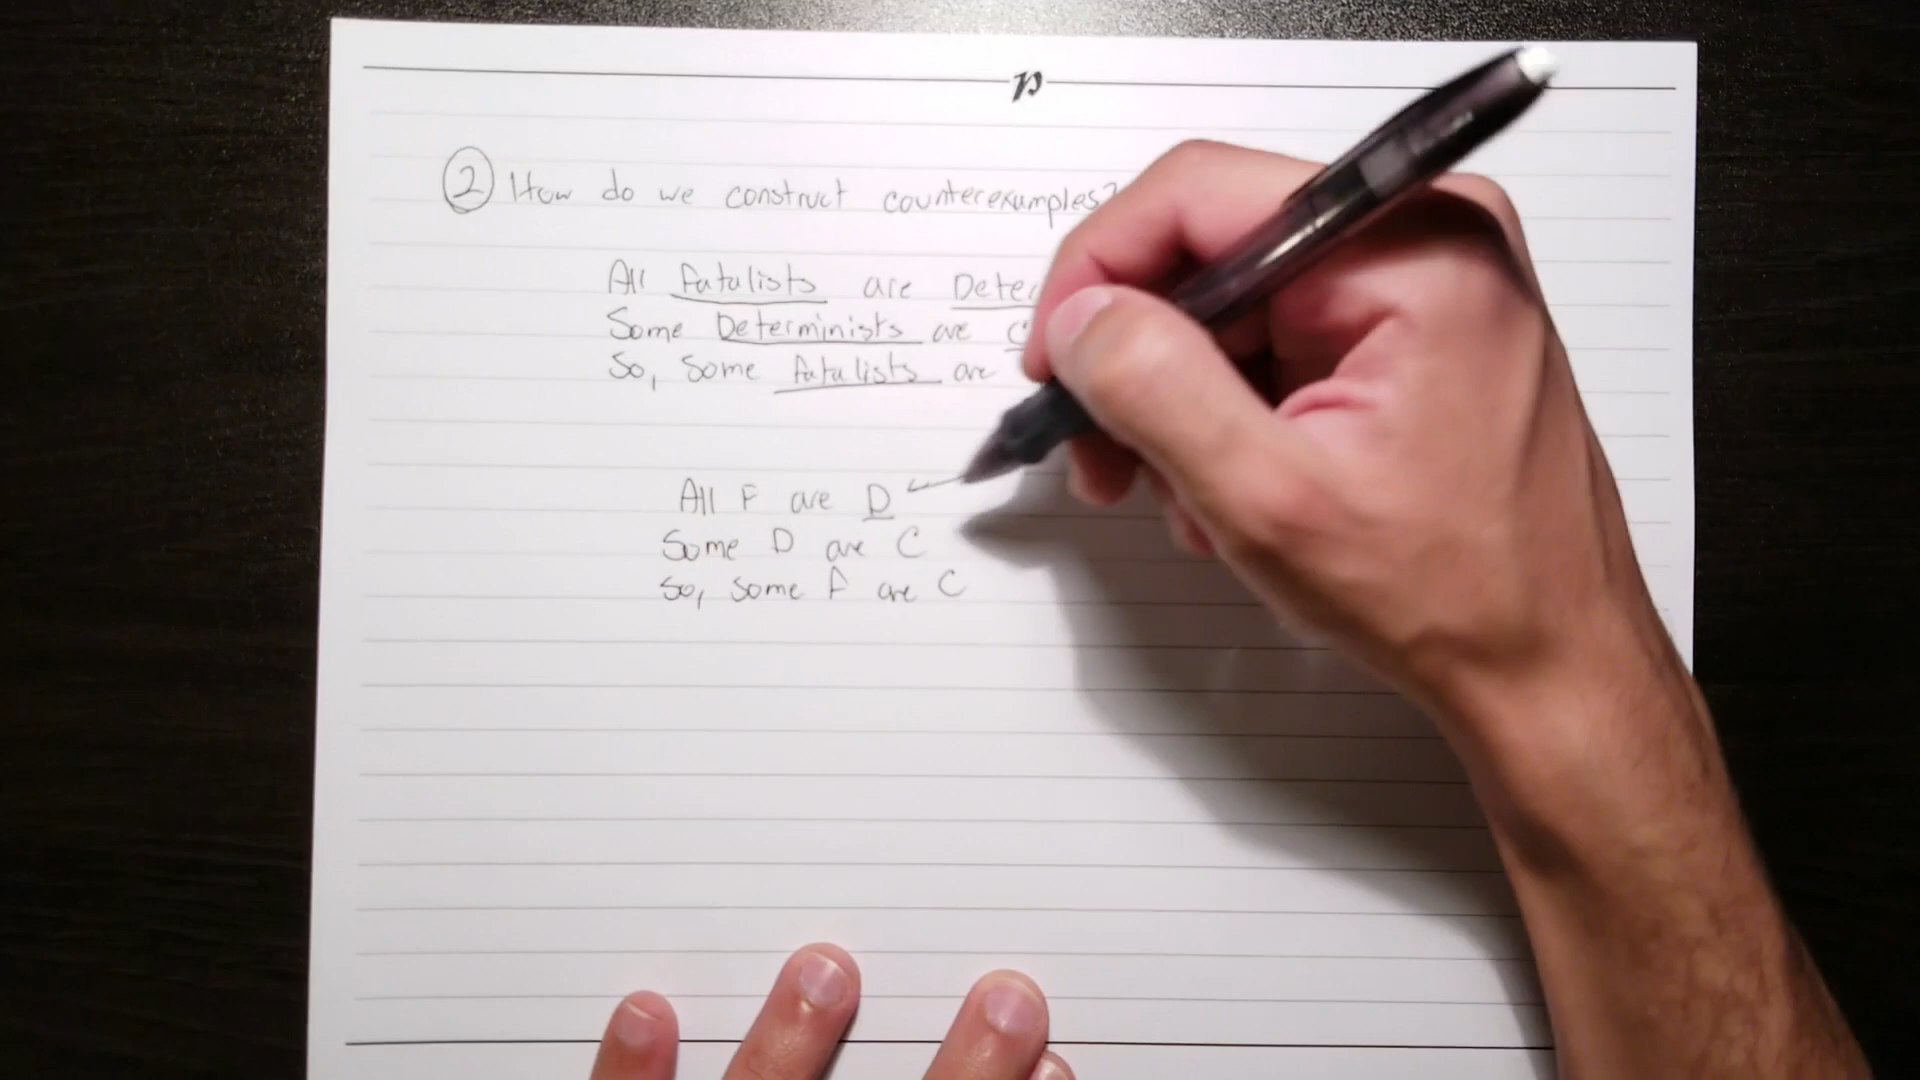 p
② How do we construct counterexamples?
All fatalists are Deter
Some Determinists are C
So, some fatalists are
All F are D
Some D are C
So, some F are C